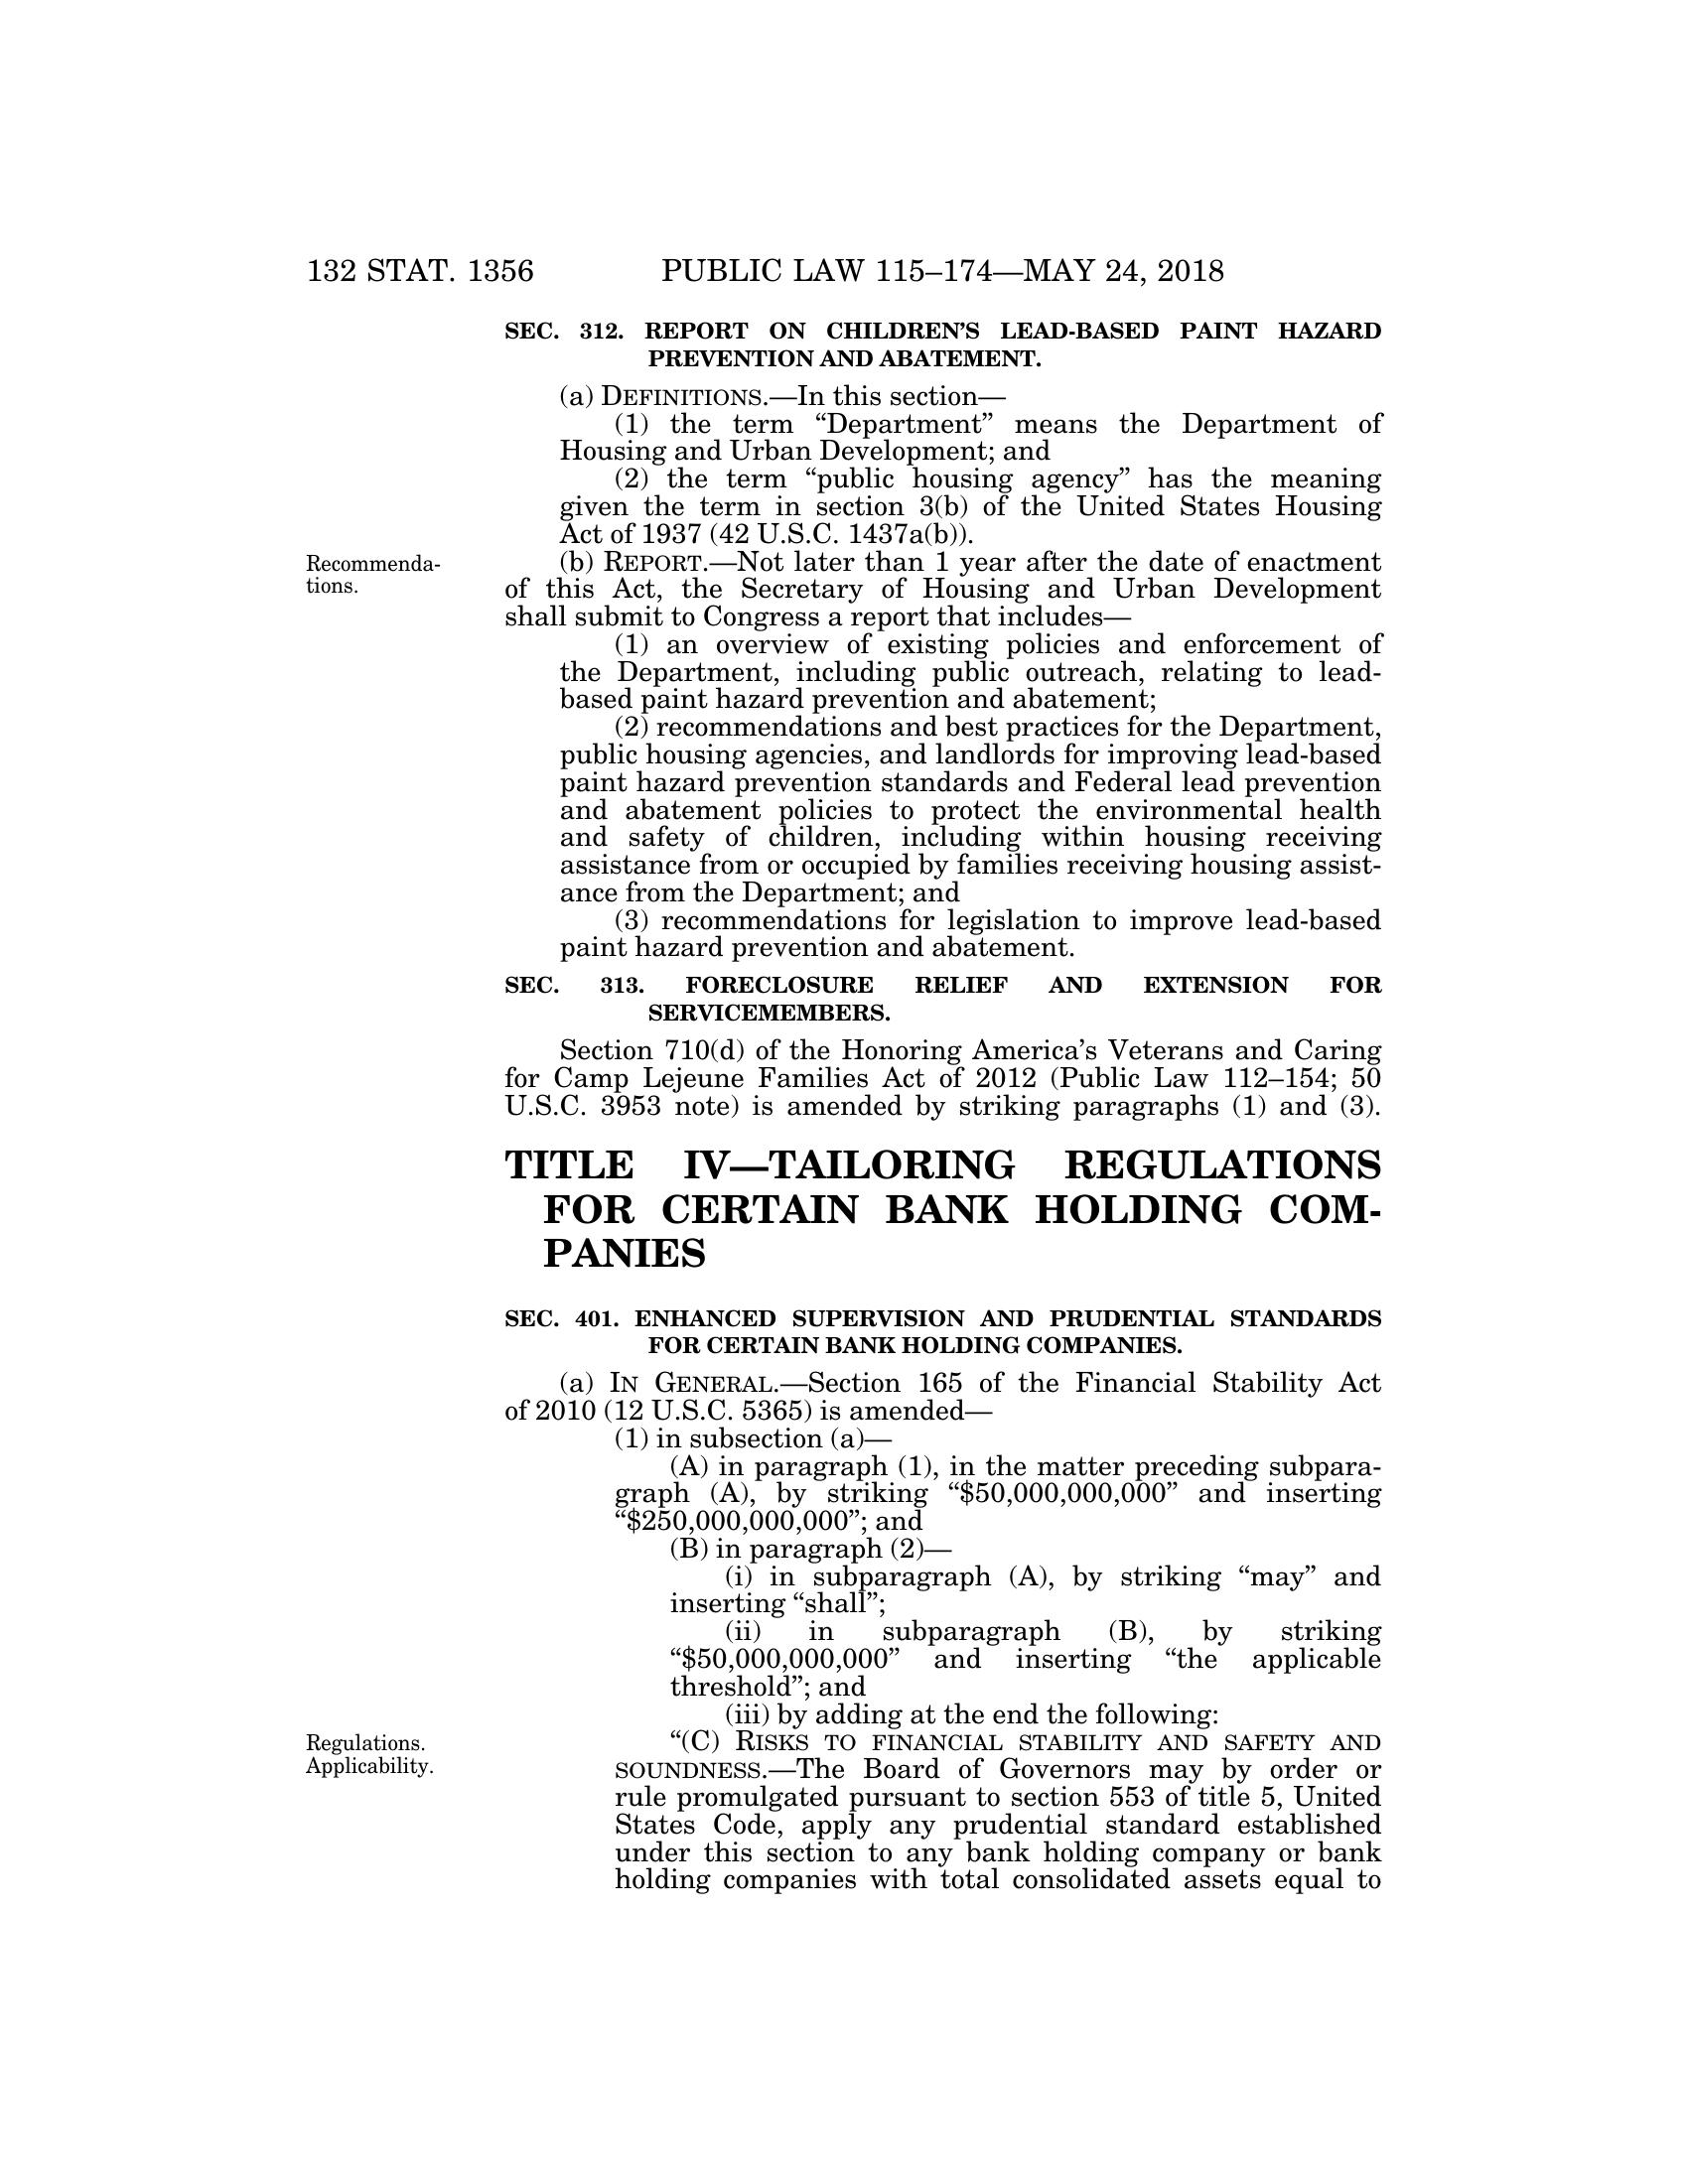 132 STAT. 1356 PUBLIC LAW 115–174—MAY 24, 2018
SEC. 312. REPORT ON CHILDREN’S LEAD-BASED PAINT HAZARD
PREVENTION AND ABATEMENT.
(a) DEFINITIONS.—In this section—
(1) the term “Department” means the Department of
Housing and Urban Development; and
(2) the term “public housing agency” has the meaning
given the term in section 3(b) of the United States Housing
Act of 1937 (42 U.S.C. 1437a(b)).
Recommenda-
tions.
(b) REPORT.—Not later than 1 year after the date of enactment
of this Act, the Secretary of Housing and Urban Development
shall submit to Congress a report that includes—
(1) an overview of existing policies and enforcement of
the Department, including public outreach, relating to lead-
based paint hazard prevention and abatement;
(2) recommendations and best practices for the Department,
public housing agencies, and landlords for improving lead-based
paint hazard prevention standards and Federal lead prevention
and abatement policies to protect the environmental health
and safety of children, including within housing receiving
assistance from or occupied by families receiving housing assist-
ance from the Department; and
(3) recommendations for legislation to improve lead-based
paint hazard prevention and abatement.
SEC. 313. FORECLOSURE RELIEF AND EXTENSION FOR
SERVICEMEMBERS.
Section 710(d) of the Honoring America’s Veterans and Caring
for Camp Lejeune Families Act of 2012 (Public Law 112–154; 50
U.S.C. 3953 note) is amended by striking paragraphs (1) and (3).
TITLE IV—TAILORING REGULATIONS
FOR CERTAIN BANK HOLDING COM-
PANIES
SEC. 401. ENHANCED SUPERVISION AND PRUDENTIAL STANDARDS
FOR CERTAIN BANK HOLDING COMPANIES.
(a) IN GENERAL.—Section 165 of the Financial Stability Act
of 2010 (12 U.S.C. 5365) is amended—
(1) in subsection (a)—
(A) in paragraph (1), in the matter preceding subpara-
graph (A), by striking “$50,000,000,000” and inserting
“$250,000,000,000”; and
(B) in paragraph (2)—
(i) in subparagraph (A), by striking “may” and
inserting “shall”;
(ii) in subparagraph (B), by striking
“$50,000,000,000” and inserting “the applicable
threshold”; and
(iii) by adding at the end the following:
Regulations.
Applicability.
“(C) RISKS TO FINANCIAL STABILITY AND SAFETY AND
SOUNDNESS.—The Board of Governors may by order or
rule promulgated pursuant to section 553 of title 5, United
States Code, apply any prudential standard established
under this section to any bank holding company or bank
holding companies with total consolidated assets equal to